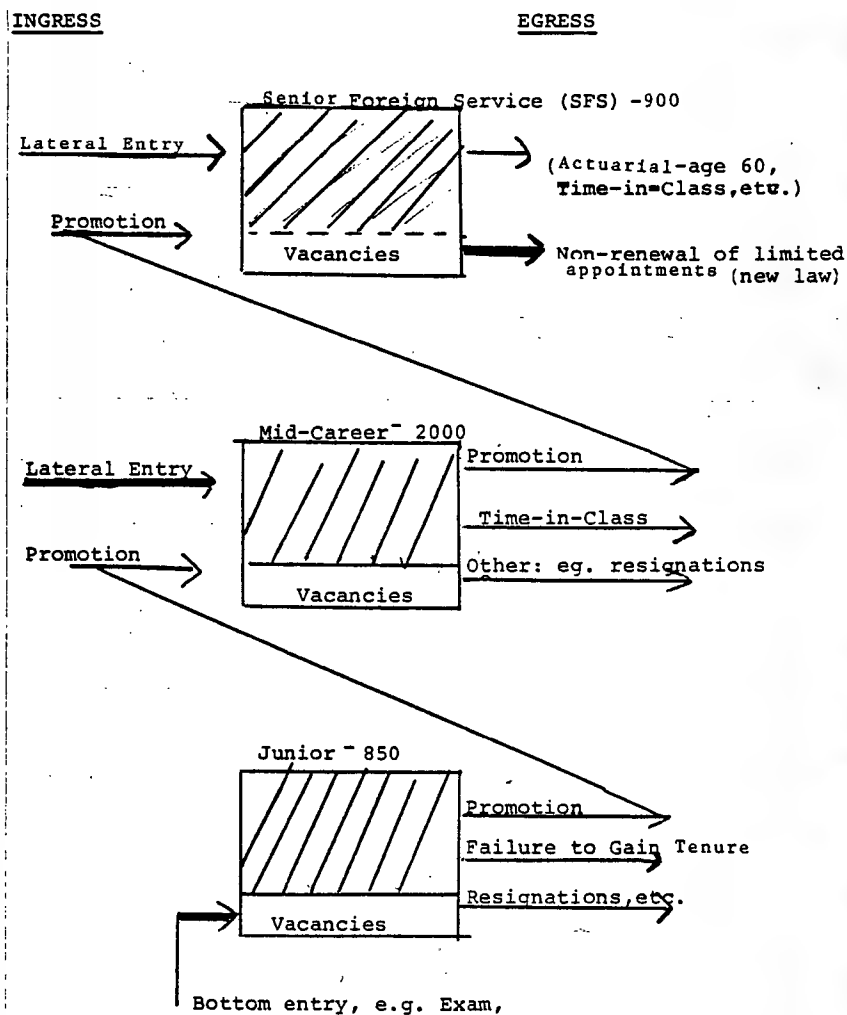 INGRESS
EGRESS
Senior Foreign Service (SFS) -900
Lateral Entry
(Actuarial-age 60,
Time-in-Class,etc.)
Promotion
Vacancies
Non-renewal of limited
appointments (new law)
Mid-Career- 2000
Promotion
Lateral Entry
Time-in-Class
Promotion
Other: eg. resignations
Vacancies
Junior - 850
Promotion
Failure to Gain Tenure
Resignations,etc.
Vacancies
Bottom entry, e.g. Exam,